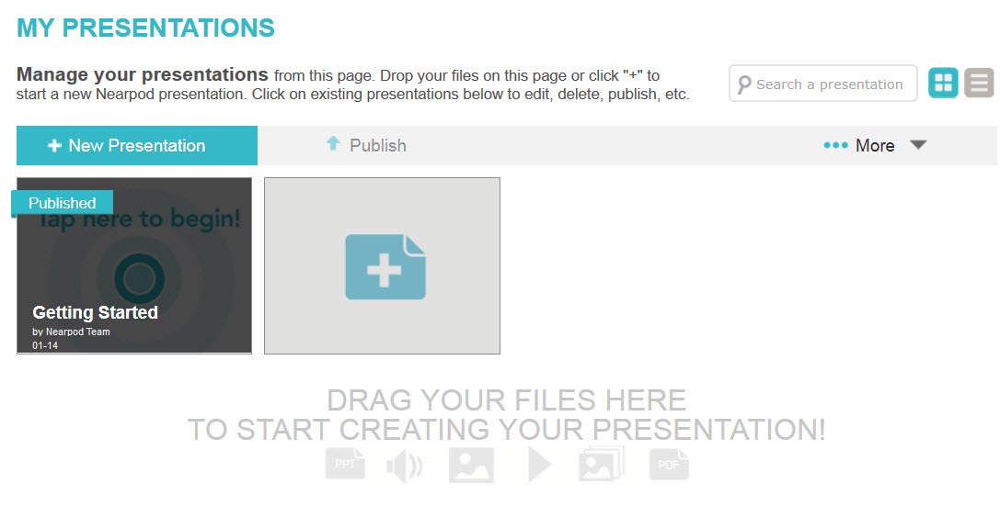 MY PRESENTATIONS
Manage your presentations from this page. Drop your files on this page or click "+" to
start a new Nearpod presentation. Click on existing presentations below to edit, delete, publish, etc.
Search a presentation
New Presentation
Publish
More
Published
Tap here to begin!
Getting Started
by Nearpod Team
01-14
DRAG YOUR FILES HERE
TO START CREATING YOUR PRESENTATION!
PPT
PDF